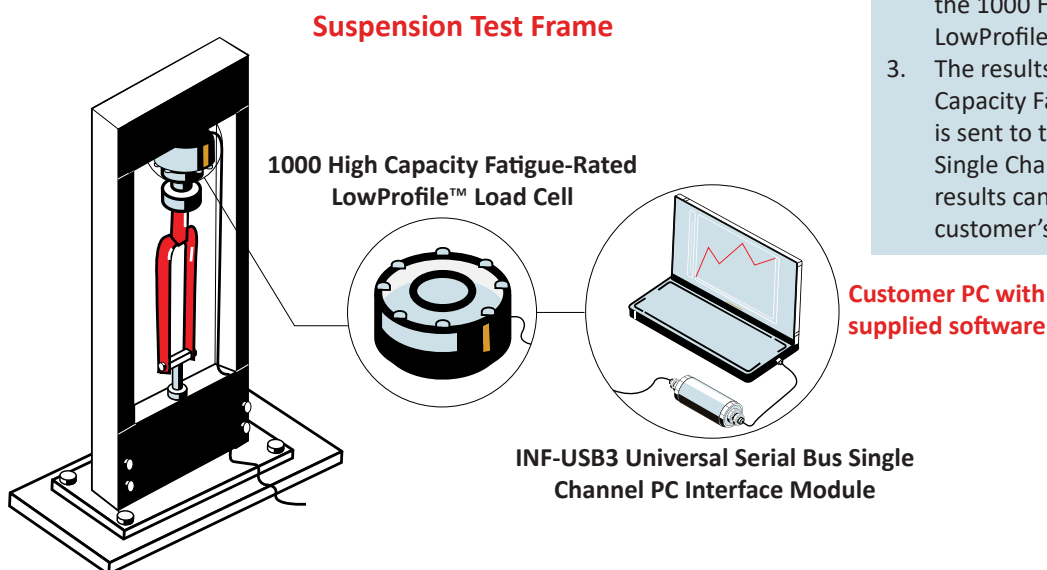 Suspension Test Frame
1000 High Capacity Fatigue-Rated
LowProfile™ Load Cell
the 1000 H
LowProfile
3. The results
Capacity Fa
is sent to t
Single Cha
results can
customer's
Customer PC with
supplied software
INF-USB3 Universal Serial Bus Single
Channel PC Interface Module